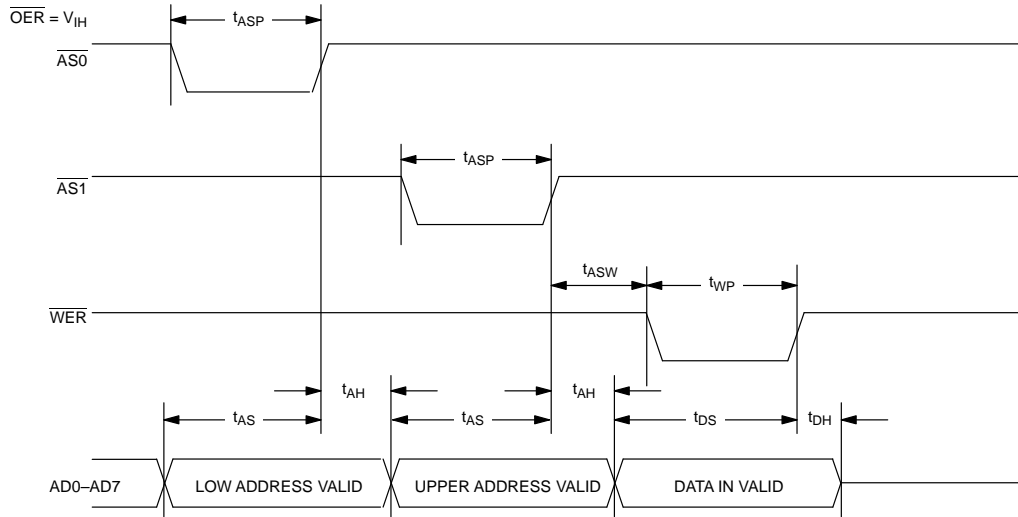 OER = VIH
tASP
AS0
tASP
AS1
tASW
tWP
WER
tAH
tAH
tAS
tAS
tDS
tDH
AD0–AD7
LOW ADDRESS VALID
UPPER ADDRESS VALID
DATA IN VALID